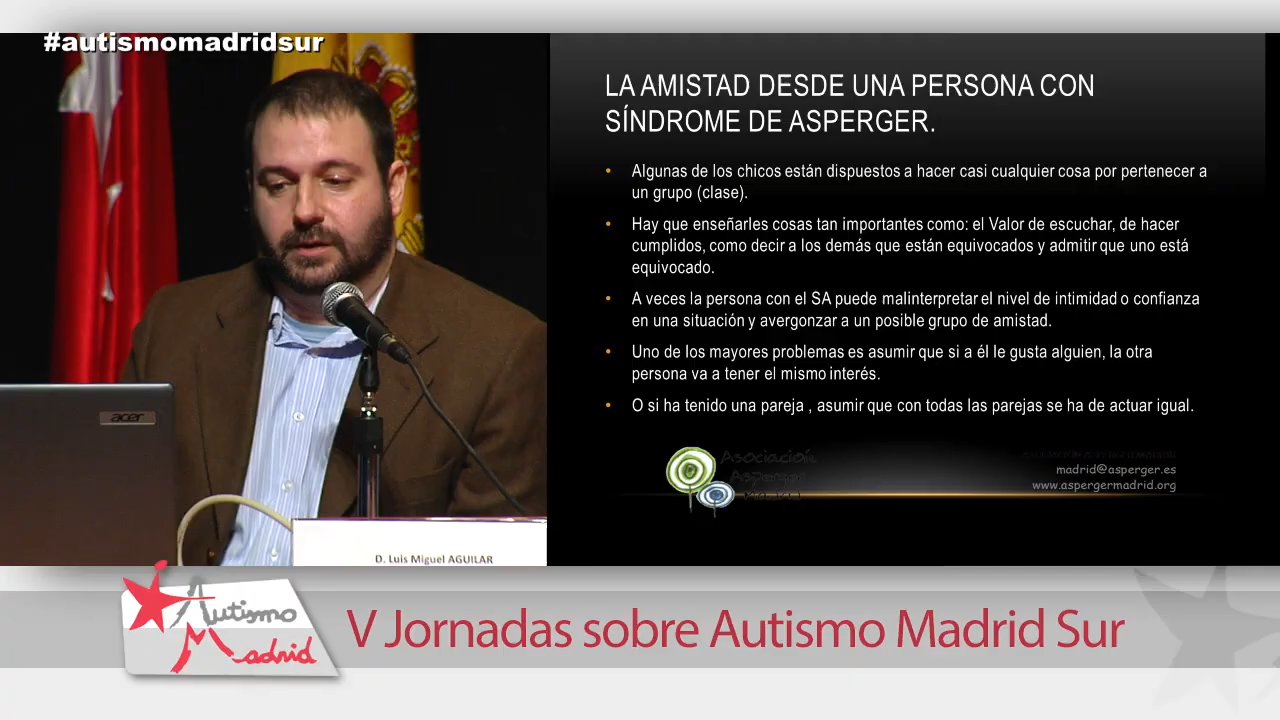 #autismomadridsur
LA AMISTAD DESDE UNA PERSONA CON
SÍNDROME DE ASPERGER.
• Algunas de los chicos están dispuestos a hacer casi cualquier cosa por pertenecer a
un grupo (clase).
• Hay que enseñarles cosas tan importantes como: el Valor de escuchar, de hacer
cumplidos, como decir a los demás que están equivocados y admitir que uno está
equivocado.
• A veces la persona con el SA puede malinterpretar el nivel de intimidad o confianza
en una situación y avergonzar a un posible grupo de amistad.
• Uno de los mayores problemas es asumir que si a él le gusta alguien, la otra
persona va a tener el mismo interés.
• O si ha tenido una pareja , asumir que con todas las parejas se ha de actuar igual.
Asociación
Asperger
Madrid
madrid@asperger.es
www.aspergermadrid.org
acer
D. Luis Miguel AGUILAR
Autismo
Madrid
V Jornadas sobre Autismo Madrid Sur